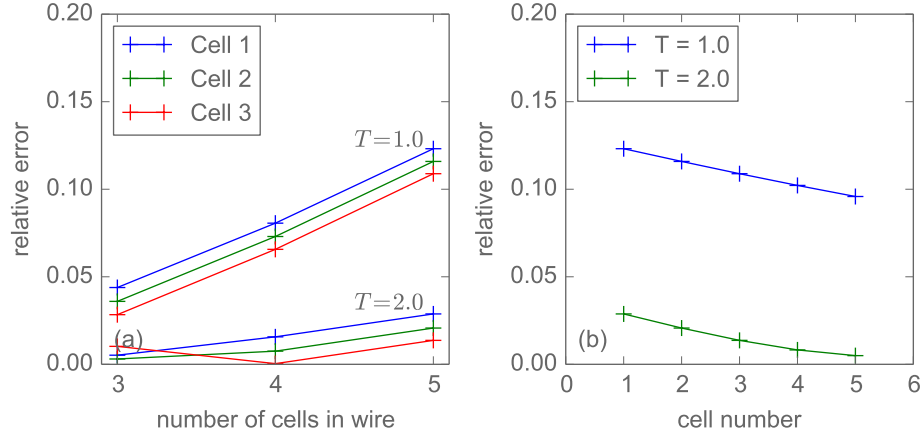 0.20
0.15
0.10
0.05
0.00
relative error
Cell 1
Cell 2
Cell 3
T=1.0
T=2.0
(a)
3 4 5
number of cells in wire
0.20
0.15
0.10
0.05
0.00
relative error
T = 1.0
T = 2.0
(b)
0 1 2 3 4 5 6
cell number